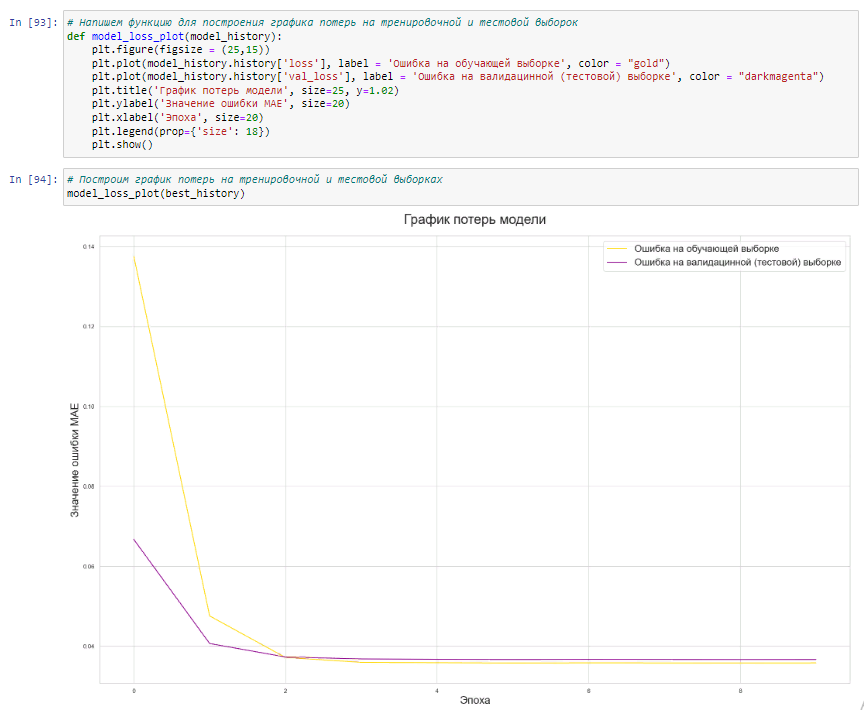 In [93]: # Напишем функцию для построения графика потерь на тренировочной и тестовой выборок
def model_loss_plot(model_history):
    plt.figure(figsize = (25,15))
    plt.plot(model_history.history['loss'], label = 'Ошибка на обучающей выборке', color = "gold")
    plt.plot(model_history.history['val_loss'], label = 'Ошибка на валидацинной (тестовой) выборке', color = "darkmagenta")
    plt.title('График потерь модели', size=25, y=1.02)
    plt.ylabel('Значение ошибки MAE', size=20)
    plt.xlabel('Эпоха', size=20)
    plt.legend(prop={'size': 18})
    plt.show()
In [94]: # Построим график потерь на тренировочной и тестовой выборках
model_loss_plot(best_history)
График потерь модели
Ошибка на обучающей выборке
Ошибка на валидацинной (тестовой) выборке
Значение ошибки MAE
0.14
0.12
0.10
0.08
0.06
0.04
0 2 4 6 8
Эпоха